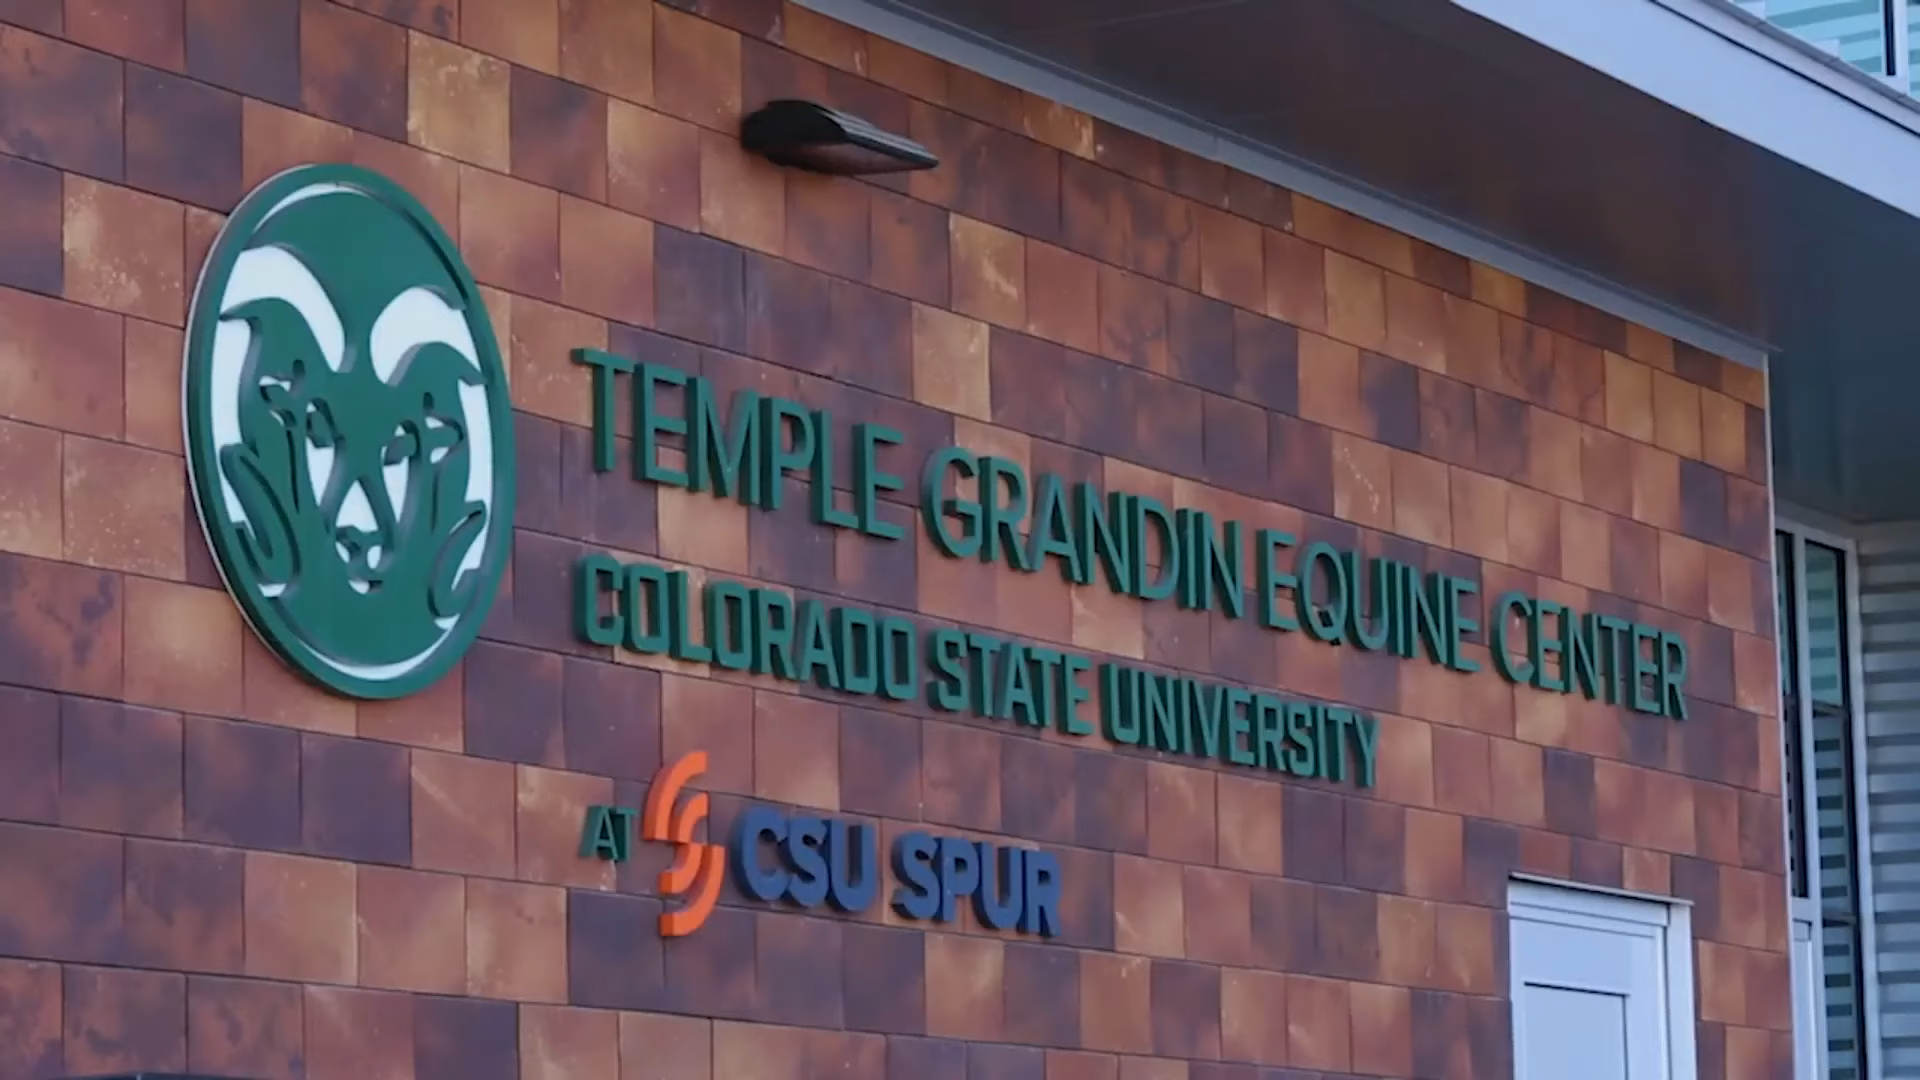 TEMPLE GRANDIN EQUINE CENTER
COLORADO STATE UNIVERSITY
AT CSU SPUR